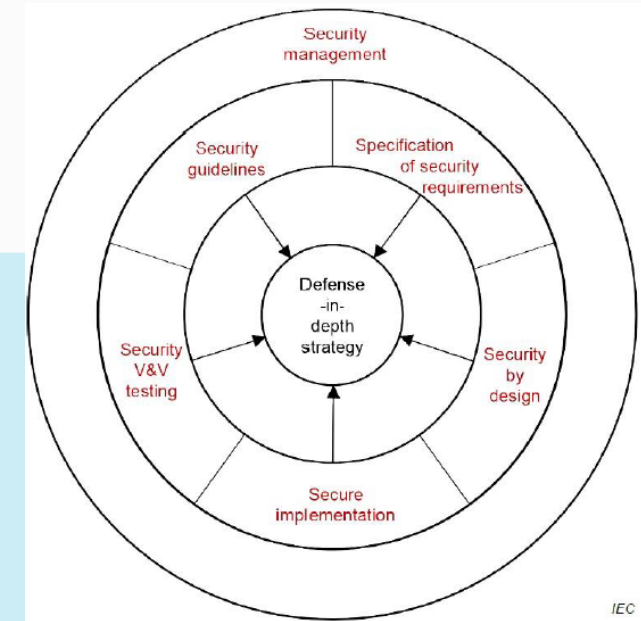 Security
management
Security
guidelines
Specification
of security
requirements
Defense
-in-
depth
strategy
Security
V&V
testing
Security
by
design
Secure
implementation
IEC